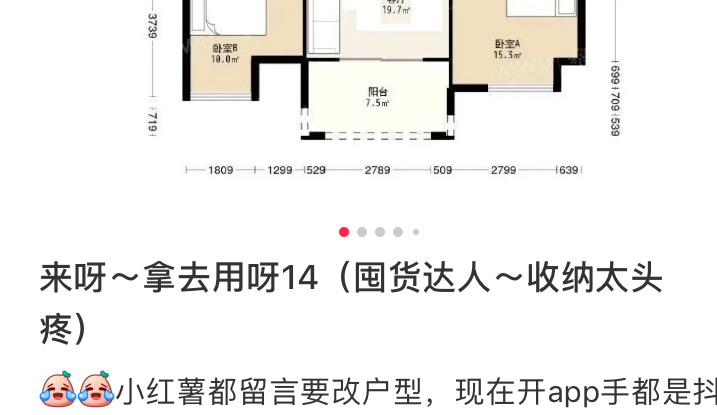 客厅
19.7㎡
3739
卧室B
10.0㎡
卧室A
15.3㎡
阳台
7.5㎡
719
699 709 539
1809 1299 529 2789 509 2799 639
来呀～拿去用呀14（囤货达人～收纳太头
疼）
小红薯都留言要改户型，现在开app手都是抖